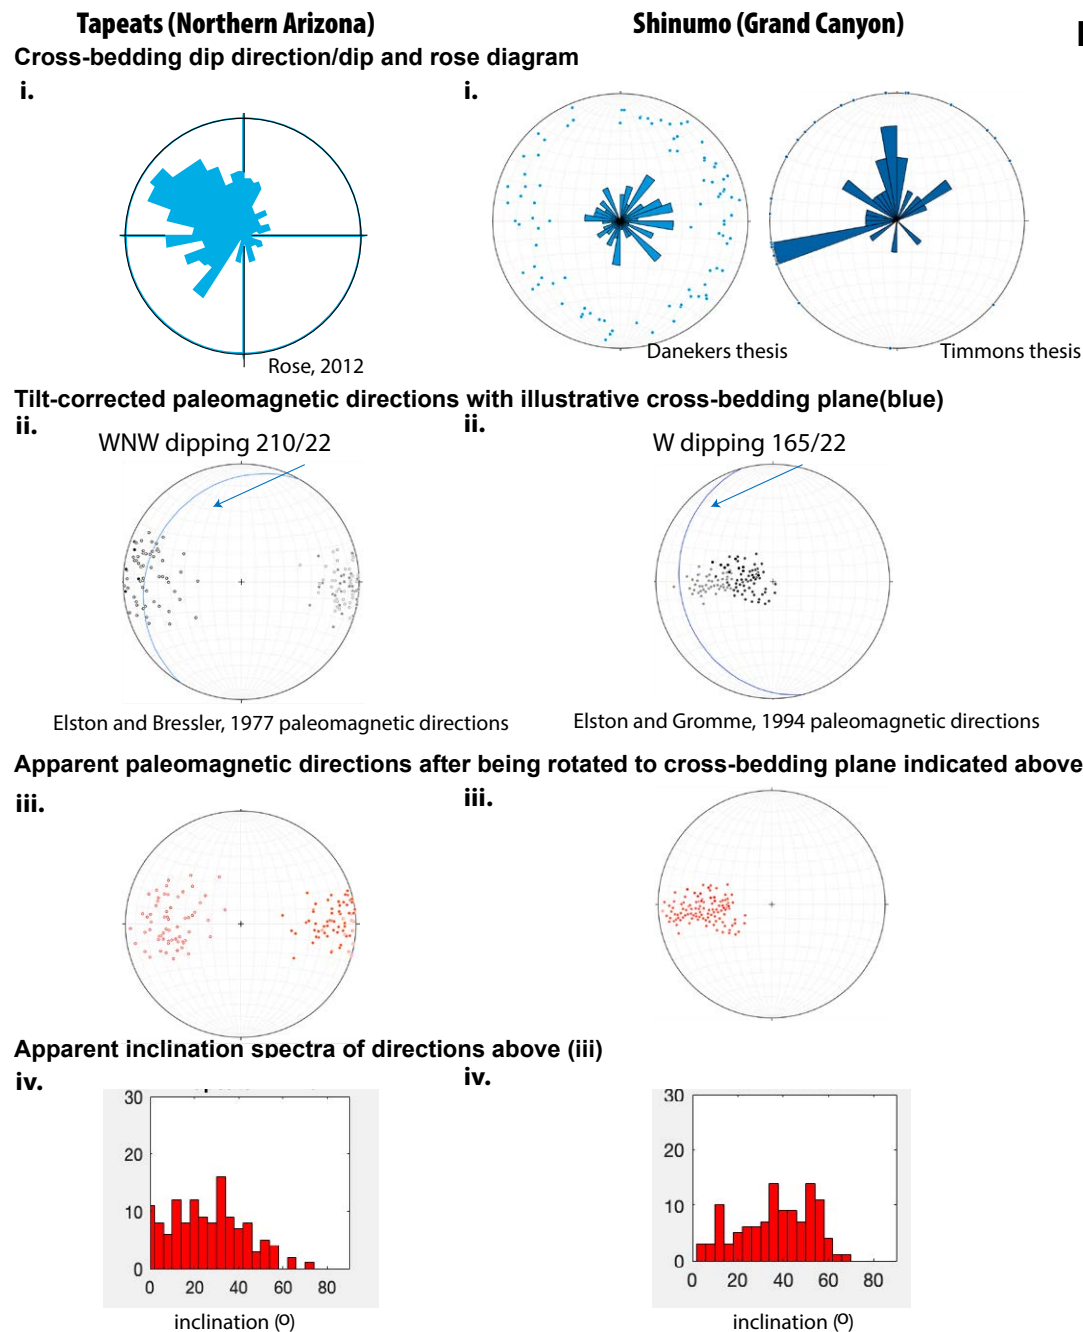 Tapeats (Northern Arizona)
Shinumo (Grand Canyon)
Cross-bedding dip direction/dip and rose diagram
i.
i.
Rose, 2012
Danekers thesis
Timmons thesis
Tilt-corrected paleomagnetic directions with illustrative cross-bedding plane(blue)
ii.
ii.
WNW dipping 210/22
W dipping 165/22
Elston and Bressler, 1977 paleomagnetic directions
Elston and Gromme, 1994 paleomagnetic directions
Apparent paleomagnetic directions after being rotated to cross-bedding plane indicated above
iii.
iii.
Apparent inclination spectra of directions above (iii)
iv.
iv.
30
20
10
0
0 20 40 60 80
inclination (º)
30
20
10
0
0 20 40 60 80
inclination (º)